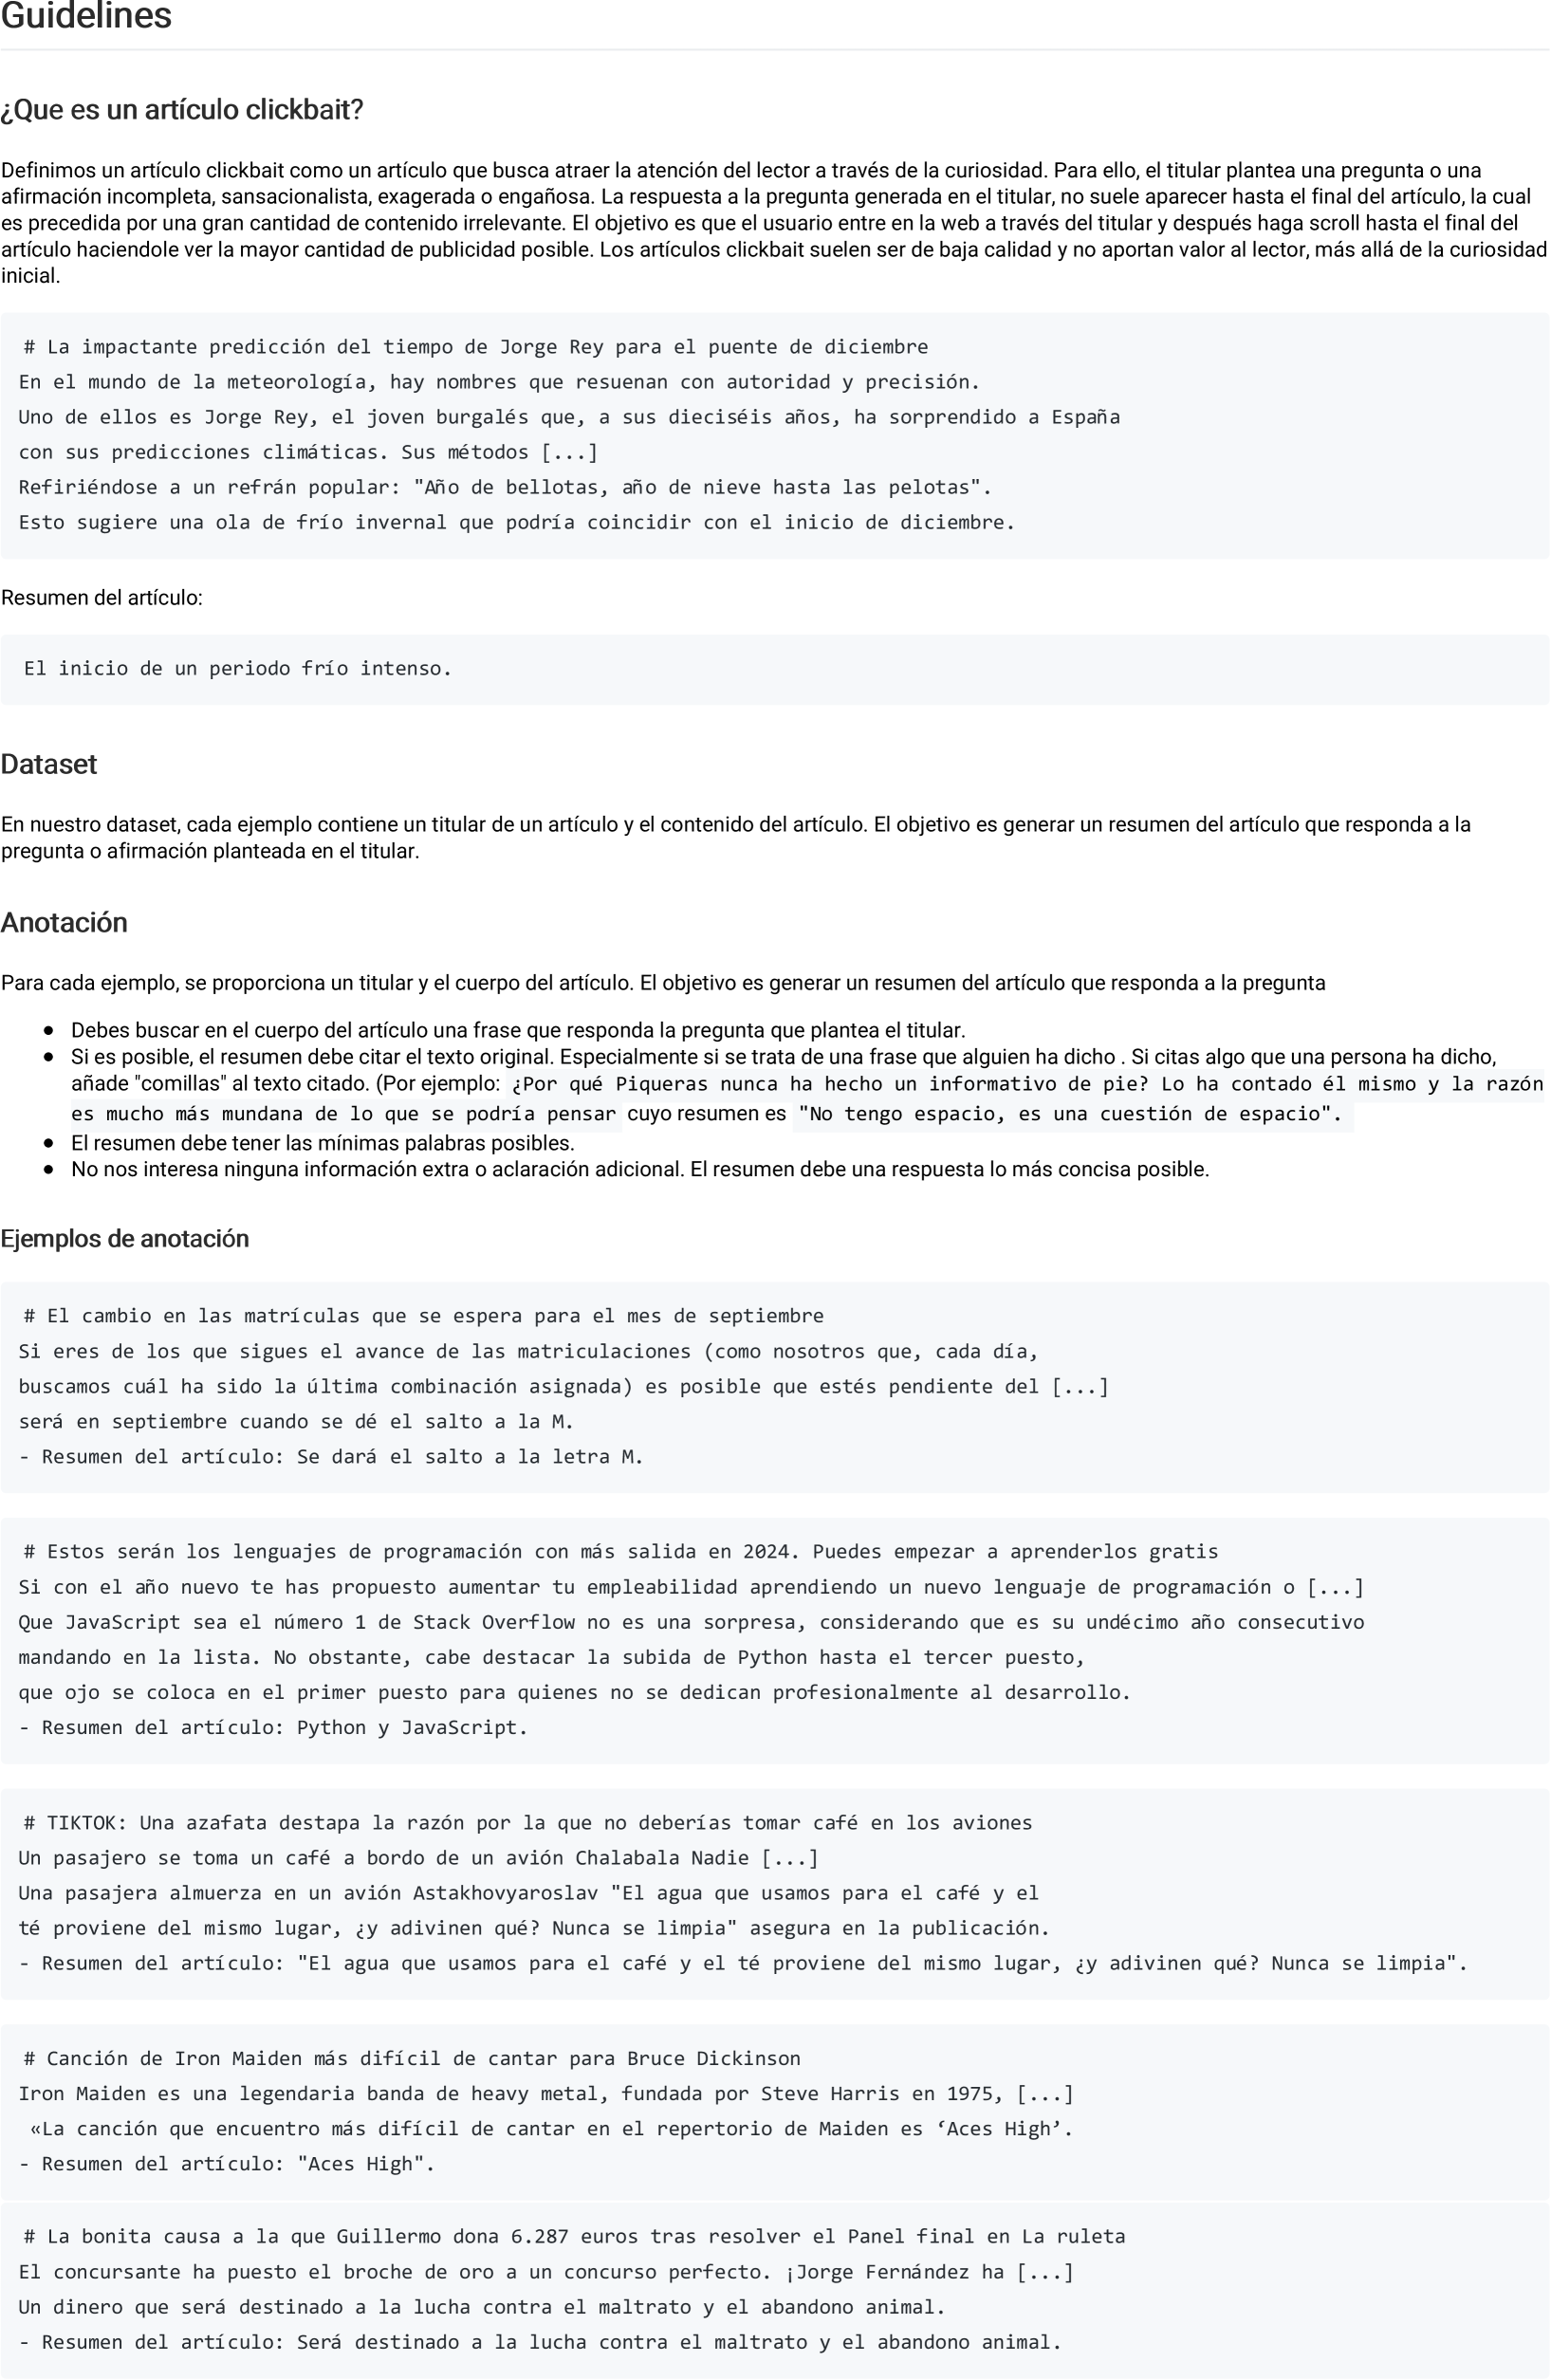 Guidelines
¿Que es un artículo clickbait?
Definimos un artículo clickbait como un artículo que busca atraer la atención del lector a través de la curiosidad. Para ello, el titular plantea una pregunta o una
afirmación incompleta, sansacionalista, exagerada o engañosa. La respuesta a la pregunta generada en el titular, no suele aparecer hasta el final del artículo, la cual
es precedida por una gran cantidad de contenido irrelevante. El objetivo es que el usuario entre en la web a través del titular y después haga scroll hasta el final del
artículo haciendole ver la mayor cantidad de publicidad posible. Los artículos clickbait suelen ser de baja calidad y no aportan valor al lector, más allá de la curiosidad
inicial.
# La impactante predicción del tiempo de Jorge Rey para el puente de diciembre
En el mundo de la meteorología, hay nombres que resuenan con autoridad y precisión.
Uno de ellos es Jorge Rey, el joven burgalés que, a sus dieciséis años, ha sorprendido a España
con sus predicciones climáticas. Sus métodos [...]
Refiriéndose a un refrán popular: "Año de bellotas, año de nieve hasta las pelotas".
Esto sugiere una ola de frío invernal que podría coincidir con el inicio de diciembre.
Resumen del artículo:
El inicio de un periodo frío intenso.
Dataset
En nuestro dataset, cada ejemplo contiene un titular de un artículo y el contenido del artículo. El objetivo es generar un resumen del artículo que responda a la
pregunta o afirmación planteada en el titular.
Anotación
Para cada ejemplo, se proporciona un titular y el cuerpo del artículo. El objetivo es generar un resumen del artículo que responda a la pregunta
● Debes buscar en el cuerpo del artículo una frase que responda la pregunta que plantea el titular.
● Si es posible, el resumen debe citar el texto original. Especialmente si se trata de una frase que alguien ha dicho . Si citas algo que una persona ha dicho,
añade "comillas" al texto citado. (Por ejemplo: ¿Por qué Piqueras nunca ha hecho un informativo de pie? Lo ha contado él mismo y la razón
es mucho más mundana de lo que se podría pensar cuyo resumen es "No tengo espacio, es una cuestión de espacio".
● El resumen debe tener las mínimas palabras posibles.
● No nos interesa ninguna información extra o aclaración adicional. El resumen debe una respuesta lo más concisa posible.
Ejemplos de anotación
# El cambio en las matrículas que se espera para el mes de septiembre
Si eres de los que sigues el avance de las matriculaciones (como nosotros que, cada día,
buscamos cuál ha sido la última combinación asignada) es posible que estés pendiente del [...]
será en septiembre cuando se dé el salto a la M.
- Resumen del artículo: Se dará el salto a la letra M.
# Estos serán los lenguajes de programación con más salida en 2024. Puedes empezar a aprenderlos gratis
Si con el año nuevo te has propuesto aumentar tu empleabilidad aprendiendo un nuevo lenguaje de programación o [...]
Que JavaScript sea el número 1 de Stack Overflow no es una sorpresa, considerando que es su undécimo año consecutivo
mandando en la lista. No obstante, cabe destacar la subida de Python hasta el tercer puesto,
que ojo se coloca en el primer puesto para quienes no se dedican profesionalmente al desarrollo.
- Resumen del artículo: Python y JavaScript.
# TIKTOK: Una azafata destapa la razón por la que no deberías tomar café en los aviones
Un pasajero se toma un café a bordo de un avión Chalabala Nadie [...]
Una pasajera almuerza en un avión Astakhovyaroslav "El agua que usamos para el café y el
té proviene del mismo lugar, ¿y adivinen qué? Nunca se limpia" asegura en la publicación.
- Resumen del artículo: "El agua que usamos para el café y el té proviene del mismo lugar, ¿y adivinen qué? Nunca se limpia".
# Canción de Iron Maiden más difícil de cantar para Bruce Dickinson
Iron Maiden es una legendaria banda de heavy metal, fundada por Steve Harris en 1975, [...]
«La canción que encuentro más difícil de cantar en el repertorio de Maiden es ‘Aces High’.
- Resumen del artículo: "Aces High".
# La bonita causa a la que Guillermo dona 6.287 euros tras resolver el Panel final en La ruleta
El concursante ha puesto el broche de oro a un concurso perfecto. ¡Jorge Fernández ha [...]
Un dinero que será destinado a la lucha contra el maltrato y el abandono animal.
- Resumen del artículo: Será destinado a la lucha contra el maltrato y el abandono animal.